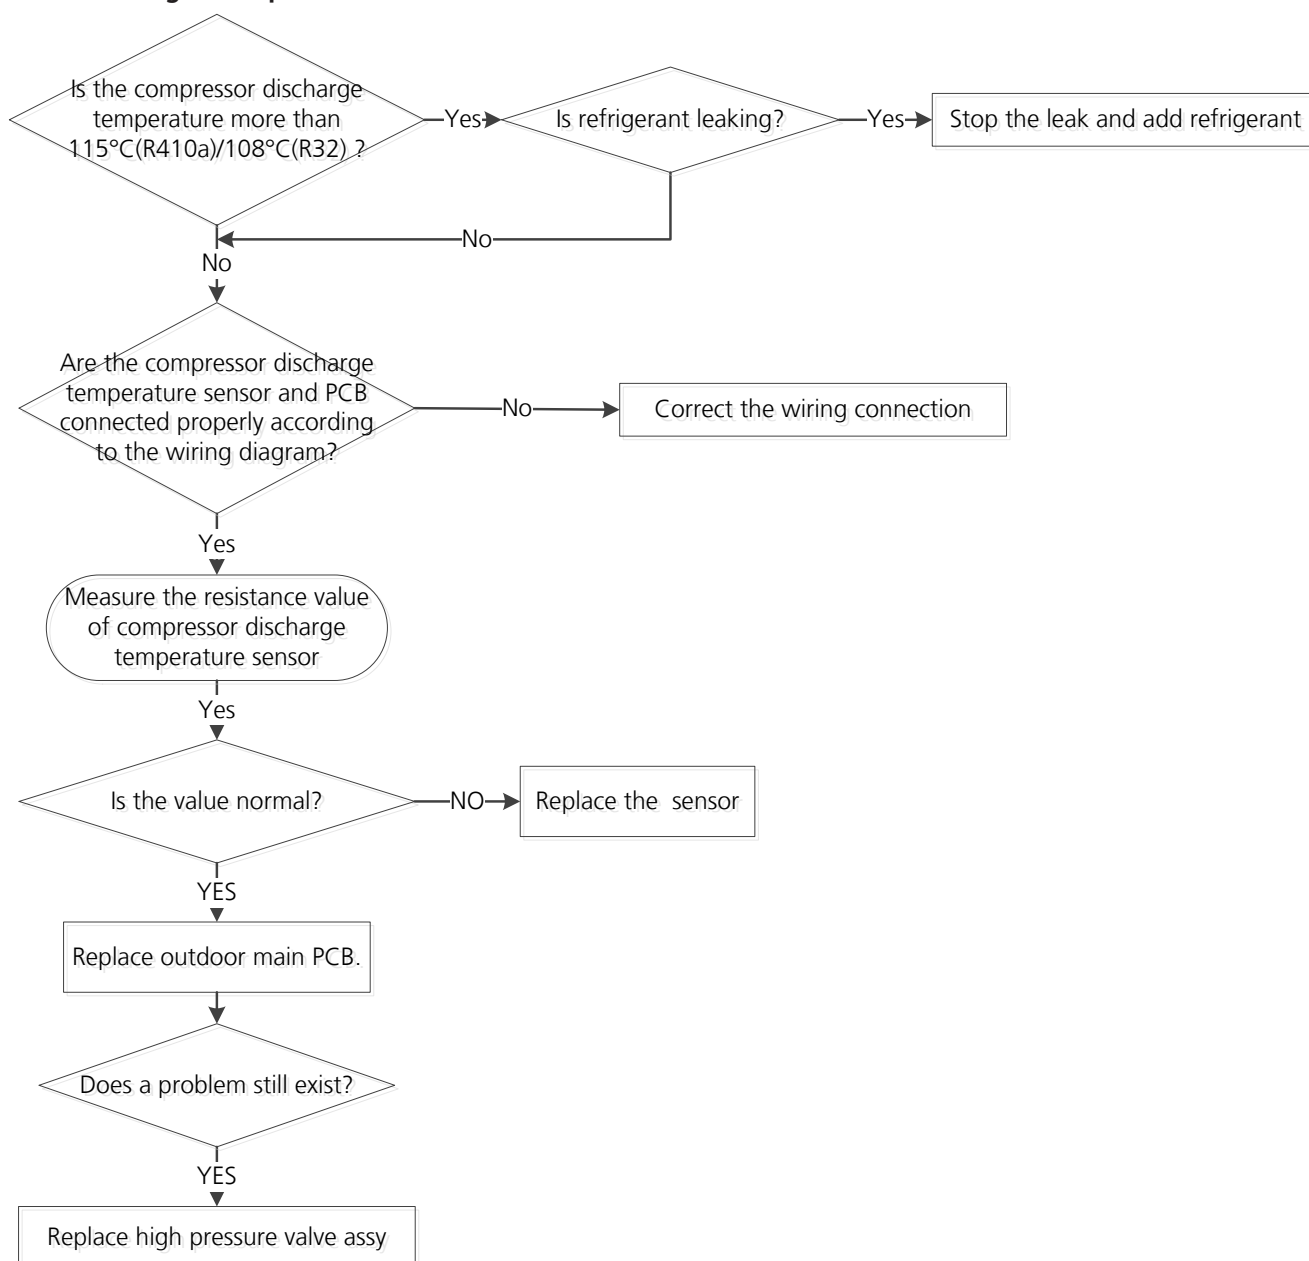 Is the compressor discharge
temperature more than
115°C(R410a)/108°C(R32) ?
Yes
Is refrigerant leaking?
Yes
Stop the leak and add refrigerant
No
No
Are the compressor discharge
temperature sensor and PCB
connected properly according
to the wiring diagram?
No
Correct the wiring connection
Yes
Measure the resistance value
of compressor discharge
temperature sensor
Yes
Is the value normal?
NO
Replace the sensor
YES
Replace outdoor main PCB.
Does a problem still exist?
YES
Replace high pressure valve assy